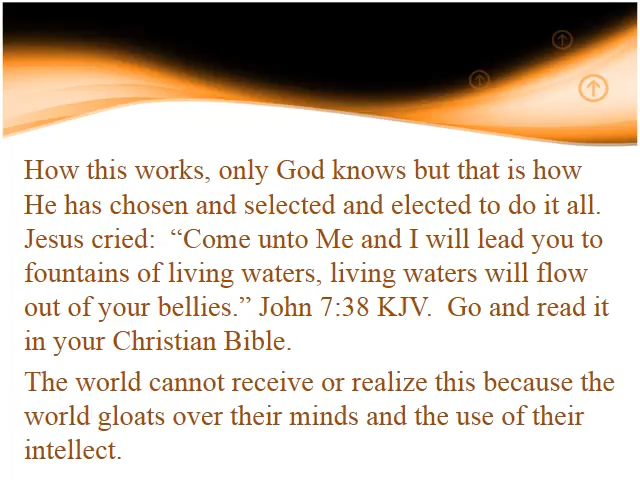 How this works, only God knows but that is how
He has chosen and selected and elected to do it all.
Jesus cried:  “Come unto Me and I will lead you to
fountains of living waters, living waters will flow
out of your bellies.” John 7:38 KJV.  Go and read it
in your Christian Bible.
The world cannot receive or realize this because the
world gloats over their minds and the use of their
intellect.